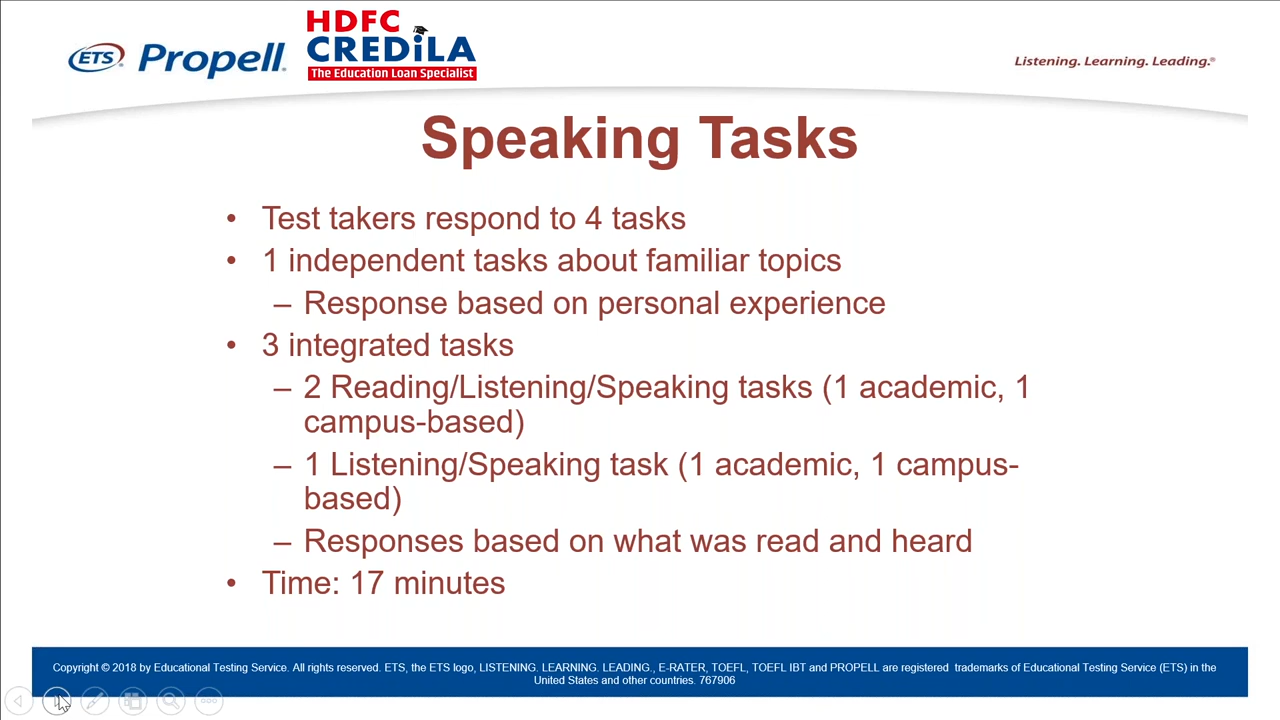 ETS Propell
HDFC
CREDiLA
The Education Loan Specialist
Listening. Learning. Leading.®
Speaking Tasks
• Test takers respond to 4 tasks
• 1 independent tasks about familiar topics
– Response based on personal experience
• 3 integrated tasks
– 2 Reading/Listening/Speaking tasks (1 academic, 1
campus-based)
– 1 Listening/Speaking task (1 academic, 1 campus-
based)
– Responses based on what was read and heard
• Time: 17 minutes
Copyright © 2018 by Educational Testing Service. All rights reserved. ETS, the ETS logo, LISTENING. LEARNING. LEADING., E-RATER, TOEFL, TOEFL IBT and PROPELL are registered trademarks of Educational Testing Service (ETS) in the
United States and other countries. 767906